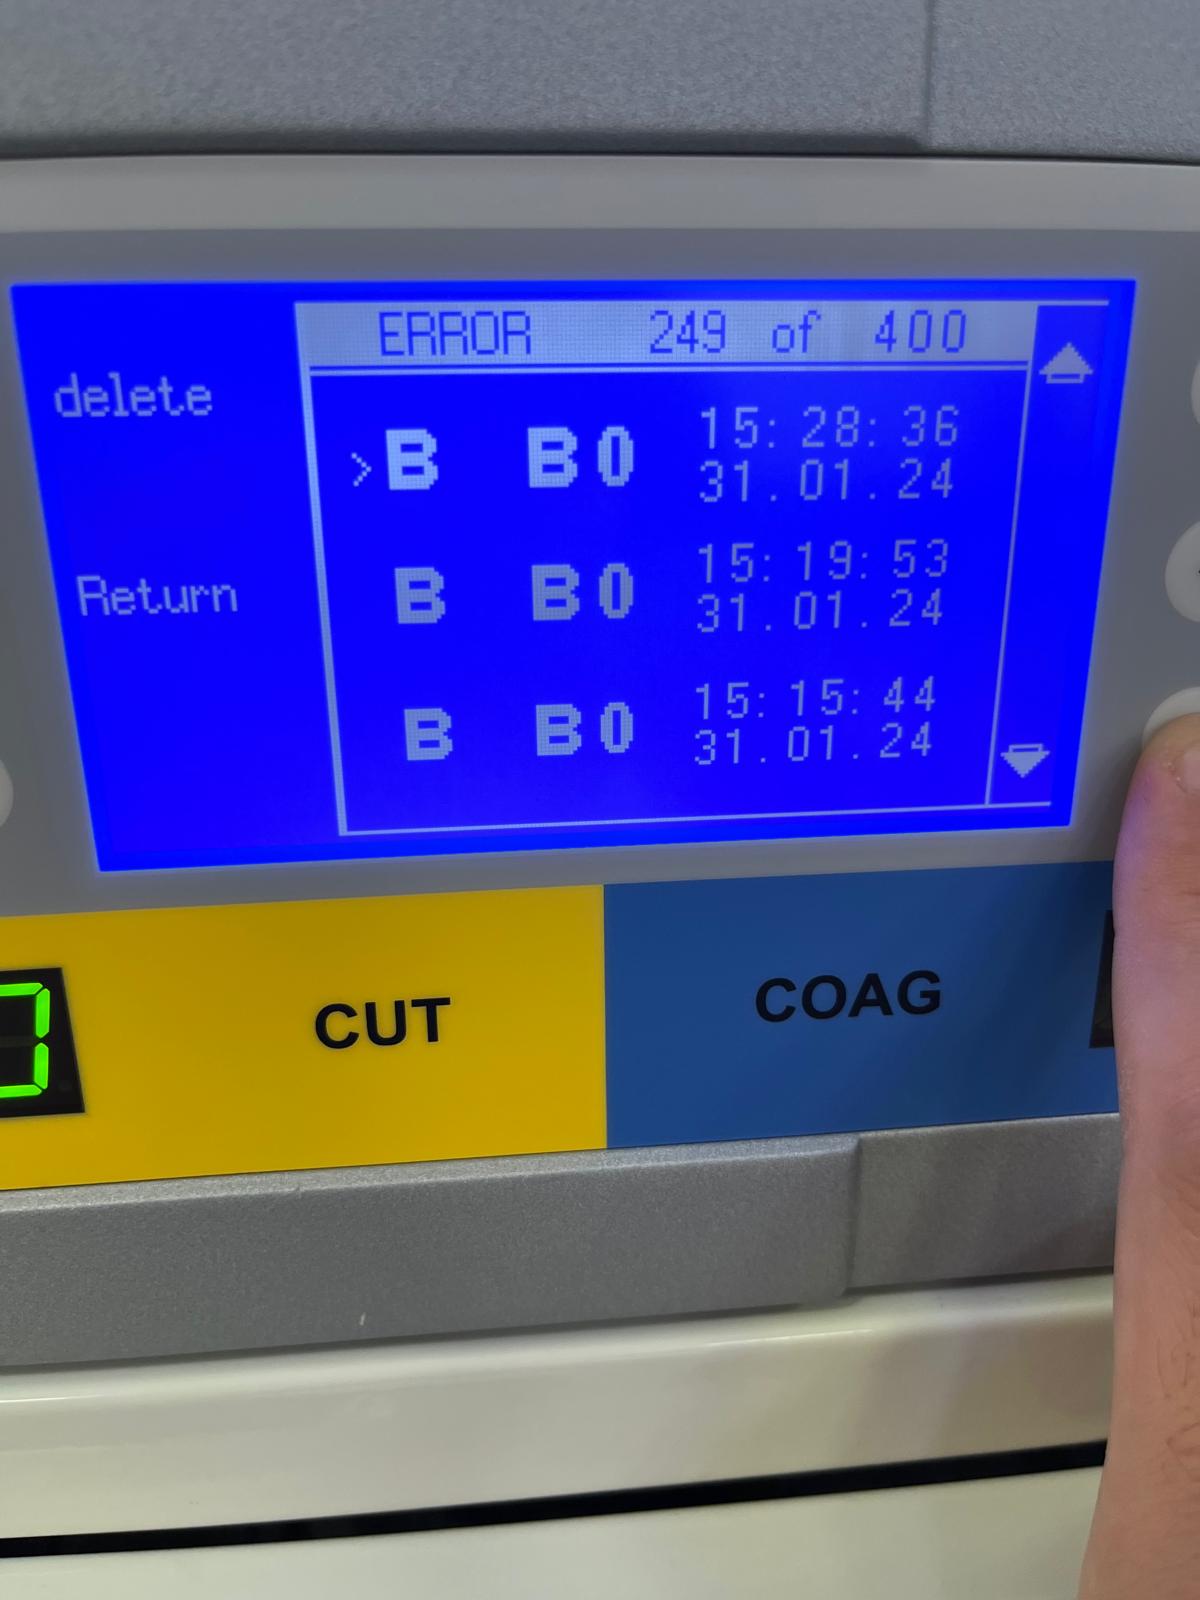 ERROR 249 of 400
delete
>B B0 15:28:36
31.01.24
Return
B B0 15:19:53
31.01.24
B B0 15:15:44
31.01.24
CUT COAG